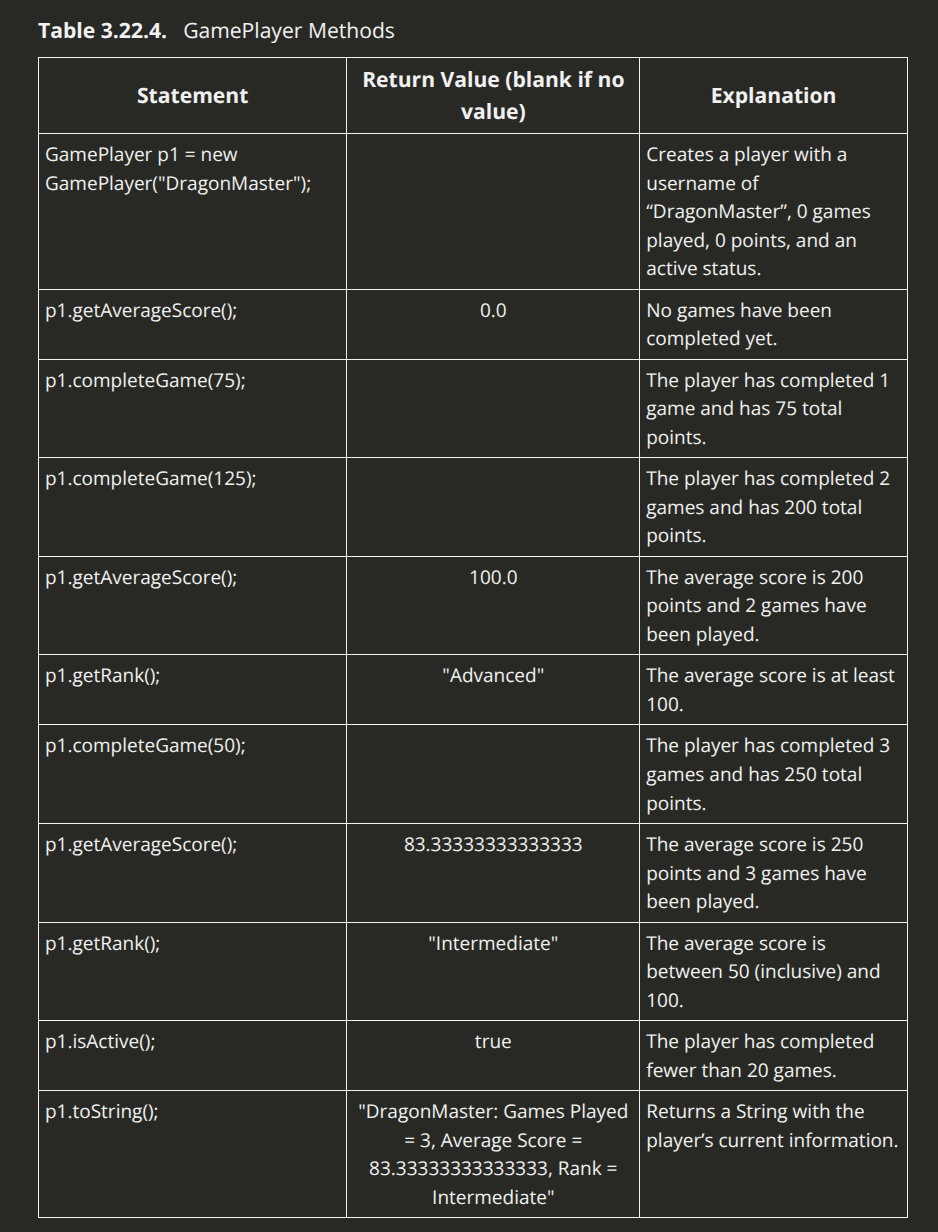 Table 3.22.4. GamePlayer Methods
Statement
Return Value (blank if no
value)
Explanation
GamePlayer p1 = new
GamePlayer("DragonMaster");
Creates a player with a
username of
“DragonMaster”, 0 games
played, 0 points, and an
active status.
p1.getAverageScore();
0.0
No games have been
completed yet.
p1.completeGame(75);
The player has completed 1
game and has 75 total
points.
p1.completeGame(125);
The player has completed 2
games and has 200 total
points.
p1.getAverageScore();
100.0
The average score is 200
points and 2 games have
been played.
p1.getRank();
"Advanced"
The average score is at least
100.
p1.completeGame(50);
The player has completed 3
games and has 250 total
points.
p1.getAverageScore();
83.33333333333333
The average score is 250
points and 3 games have
been played.
p1.getRank();
"Intermediate"
The average score is
between 50 (inclusive) and
100.
p1.isActive();
true
The player has completed
fewer than 20 games.
p1.toString();
"DragonMaster: Games Played
= 3, Average Score =
83.33333333333333, Rank =
Intermediate"
Returns a String with the
player’s current information.